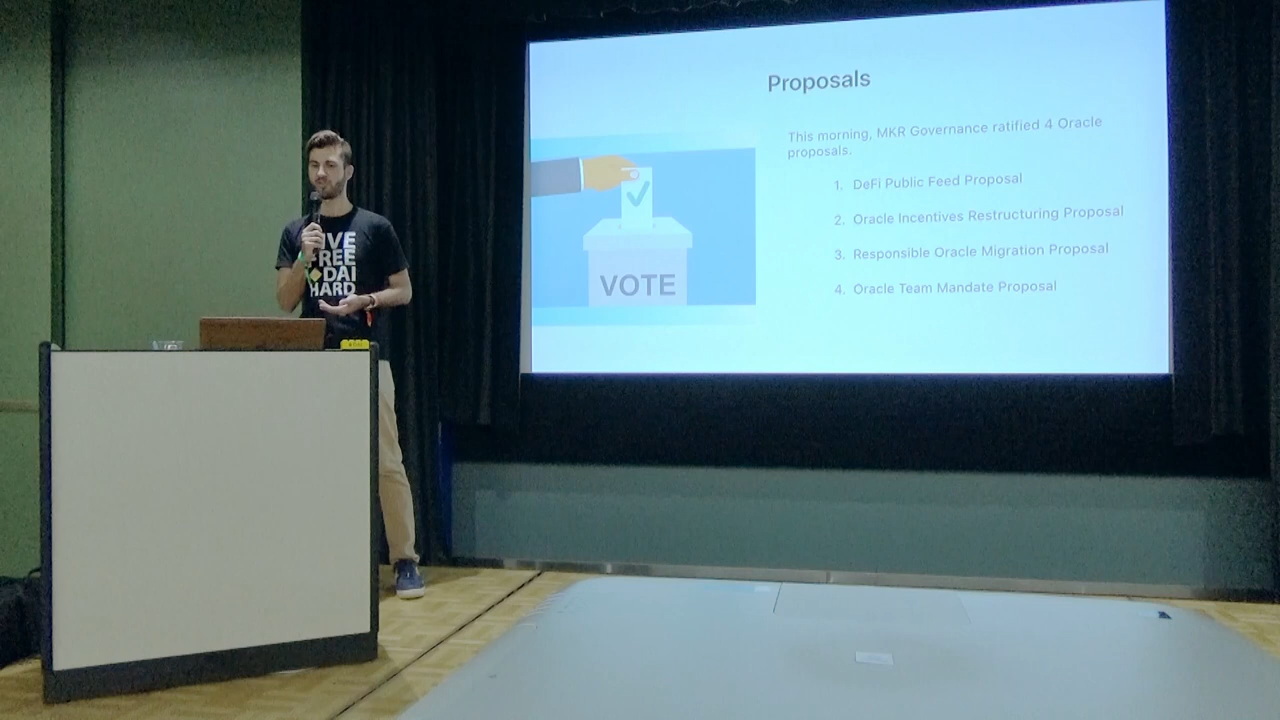 Proposals
This morning, MKR Governance ratified 4 Oracle
proposals.
1. DeFi Public Feed Proposal
2. Oracle Incentives Restructuring Proposal
3. Responsible Oracle Migration Proposal
4. Oracle Team Mandate Proposal
VOTE
FREE
DAI
HARD